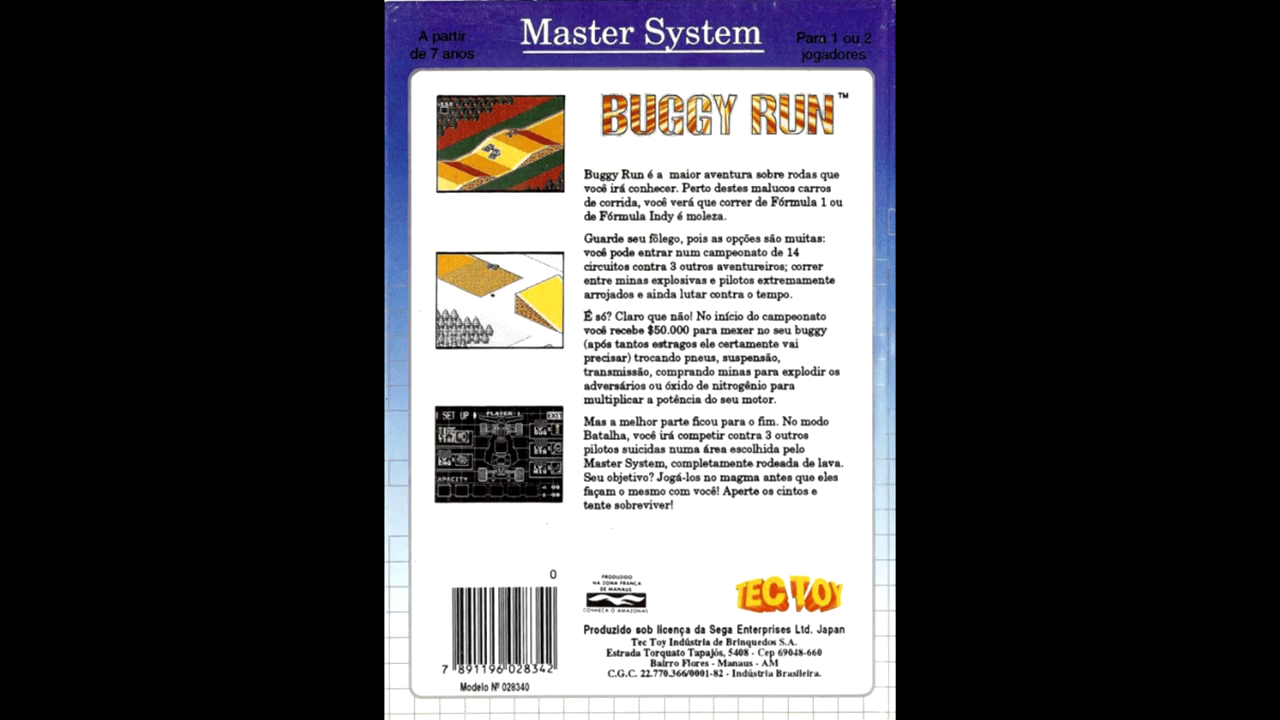 A partir
de 7 anos
Master System
Para 1 ou 2
jogadores
BUGGY RUN™
Buggy Run é a maior aventura sobre rodas que
você irá conhecer. Perto destes malucos carros
de corrida, você verá que correr de Fórmula 1 ou
de Fórmula Indy é moleza.
Guarde seu fôlego, pois as opções são muitas:
você pode entrar num campeonato de 14
circuitos contra 3 outros aventureiros; correr
entre minas explosivas e pilotos extremamente
arrojados e ainda lutar contra o tempo.
É só? Claro que não! No início do campeonato
você recebe $50.000 para mexer no seu buggy
(após tantos estragos ele certamente vai
precisar) trocando pneus, suspensão,
transmissão, comprando minas para explodir os
adversários ou óxido de nitrogênio para
multiplicar a potência do seu motor.
Mas a melhor parte ficou para o fim. No modo
Batalha, você irá competir contra 3 outros
pilotos suicidas numa área escolhida pelo
Master System, completamente rodeada de lava.
Seu objetivo? Jogá-los no magma antes que eles
façam o mesmo com você! Aperte os cintos e
tente sobreviver!
SET UP
PLAYER 1
EXIT
APACITY
0
7 891196 028342
Modelo Nº 028340
PRODUZIDO
NA ZONA FRANCA
DE MANAUS
CONHEÇA O AMAZONAS
TEC TOY
Produzido sob licença da Sega Enterprises Ltd. Japan
Tec Toy Indústria de Brinquedos S.A.
Estrada Torquato Tapajós, 5408 - Cep 69048-660
Bairro Flores - Manaus - AM
C.G.C. 22.770.366/0001-82 - Indústria Brasileira.